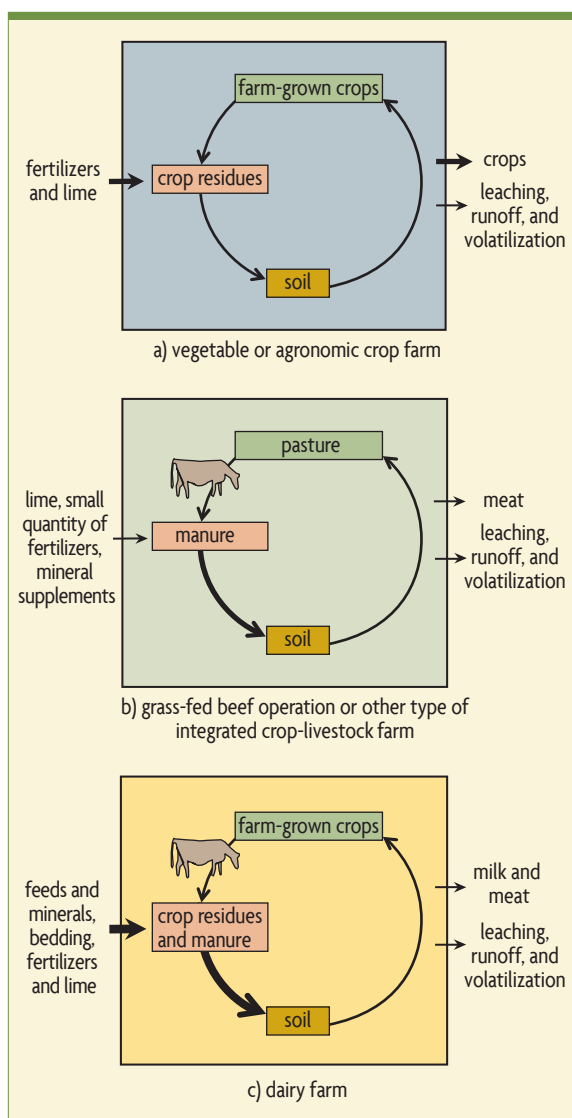 farm-grown crops
fertilizers
and lime
crop residues
crops
leaching,
runoff, and
volatilization
soil
a) vegetable or agronomic crop farm
pasture
lime, small
quantity of
fertilizers,
mineral
supplements
manure
meat
leaching,
runoff, and
volatilization
soil
b) grass-fed beef operation or other type of
integrated crop-livestock farm
farm-grown crops
feeds and
minerals,
bedding,
fertilizers
and lime
crop residues
and manure
milk and
meat
leaching,
runoff, and
volatilization
soil
c) dairy farm